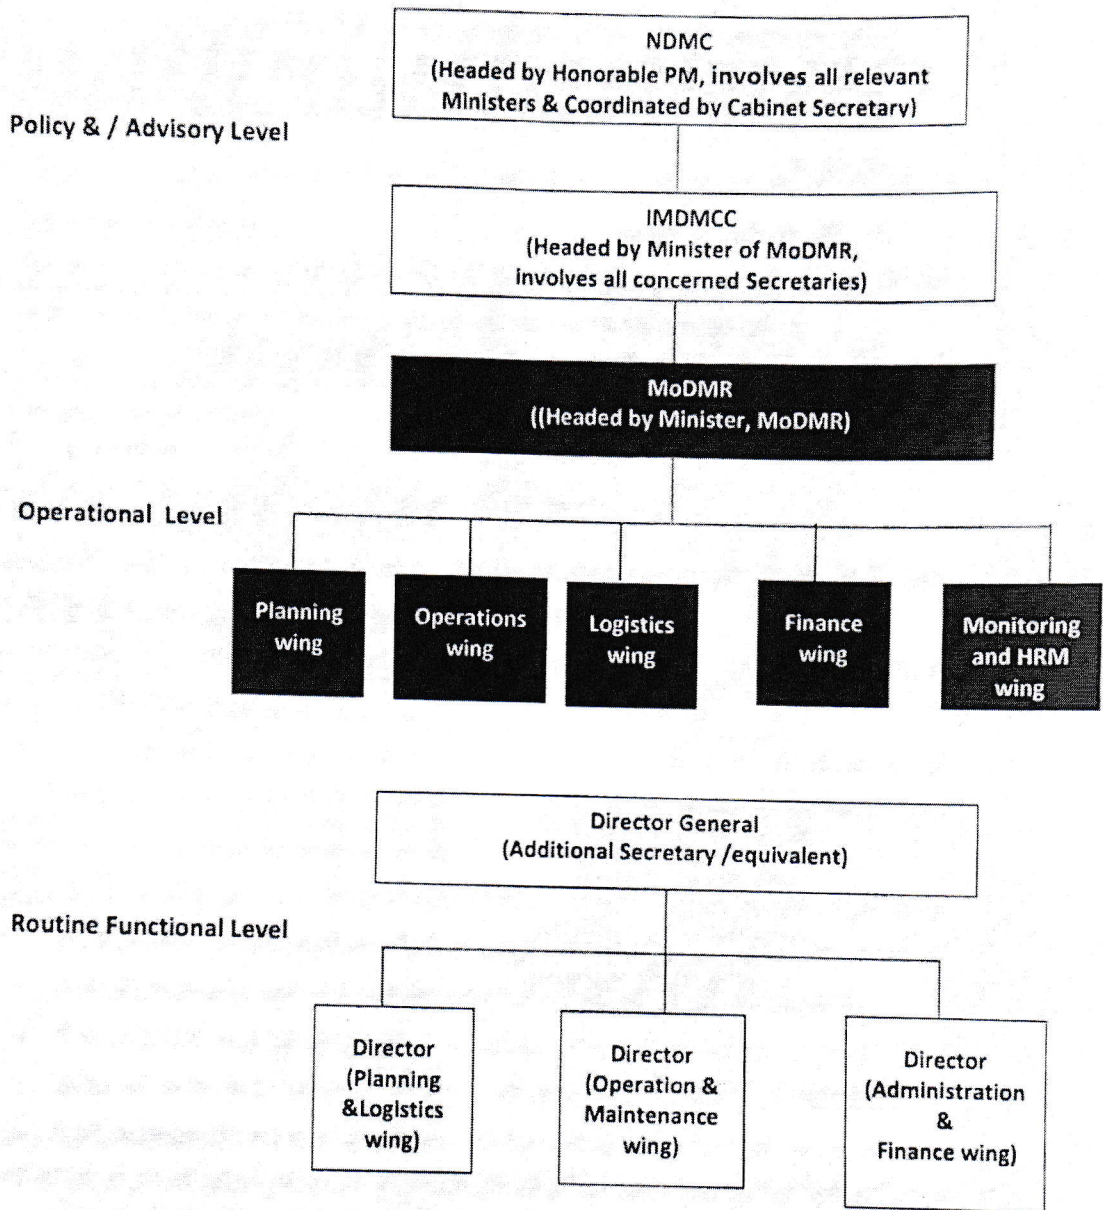 NDMC
(Headed by Honorable PM, involves all relevant
Ministers & Coordinated by Cabinet Secretary)
Policy & / Advisory Level
IMDMCC
(Headed by Minister of MoDMR,
involves all concerned Secretaries)
MoDMR
((Headed by Minister, MoDMR)
Operational Level
Planning
wing
Operations
wing
Logistics
wing
Finance
wing
Monitoring
and HRM
wing
Director General
(Additional Secretary /equivalent)
Routine Functional Level
Director
(Planning
&Logistics
wing)
Director
(Operation &
Maintenance
wing)
Director
(Administration
&
Finance wing)